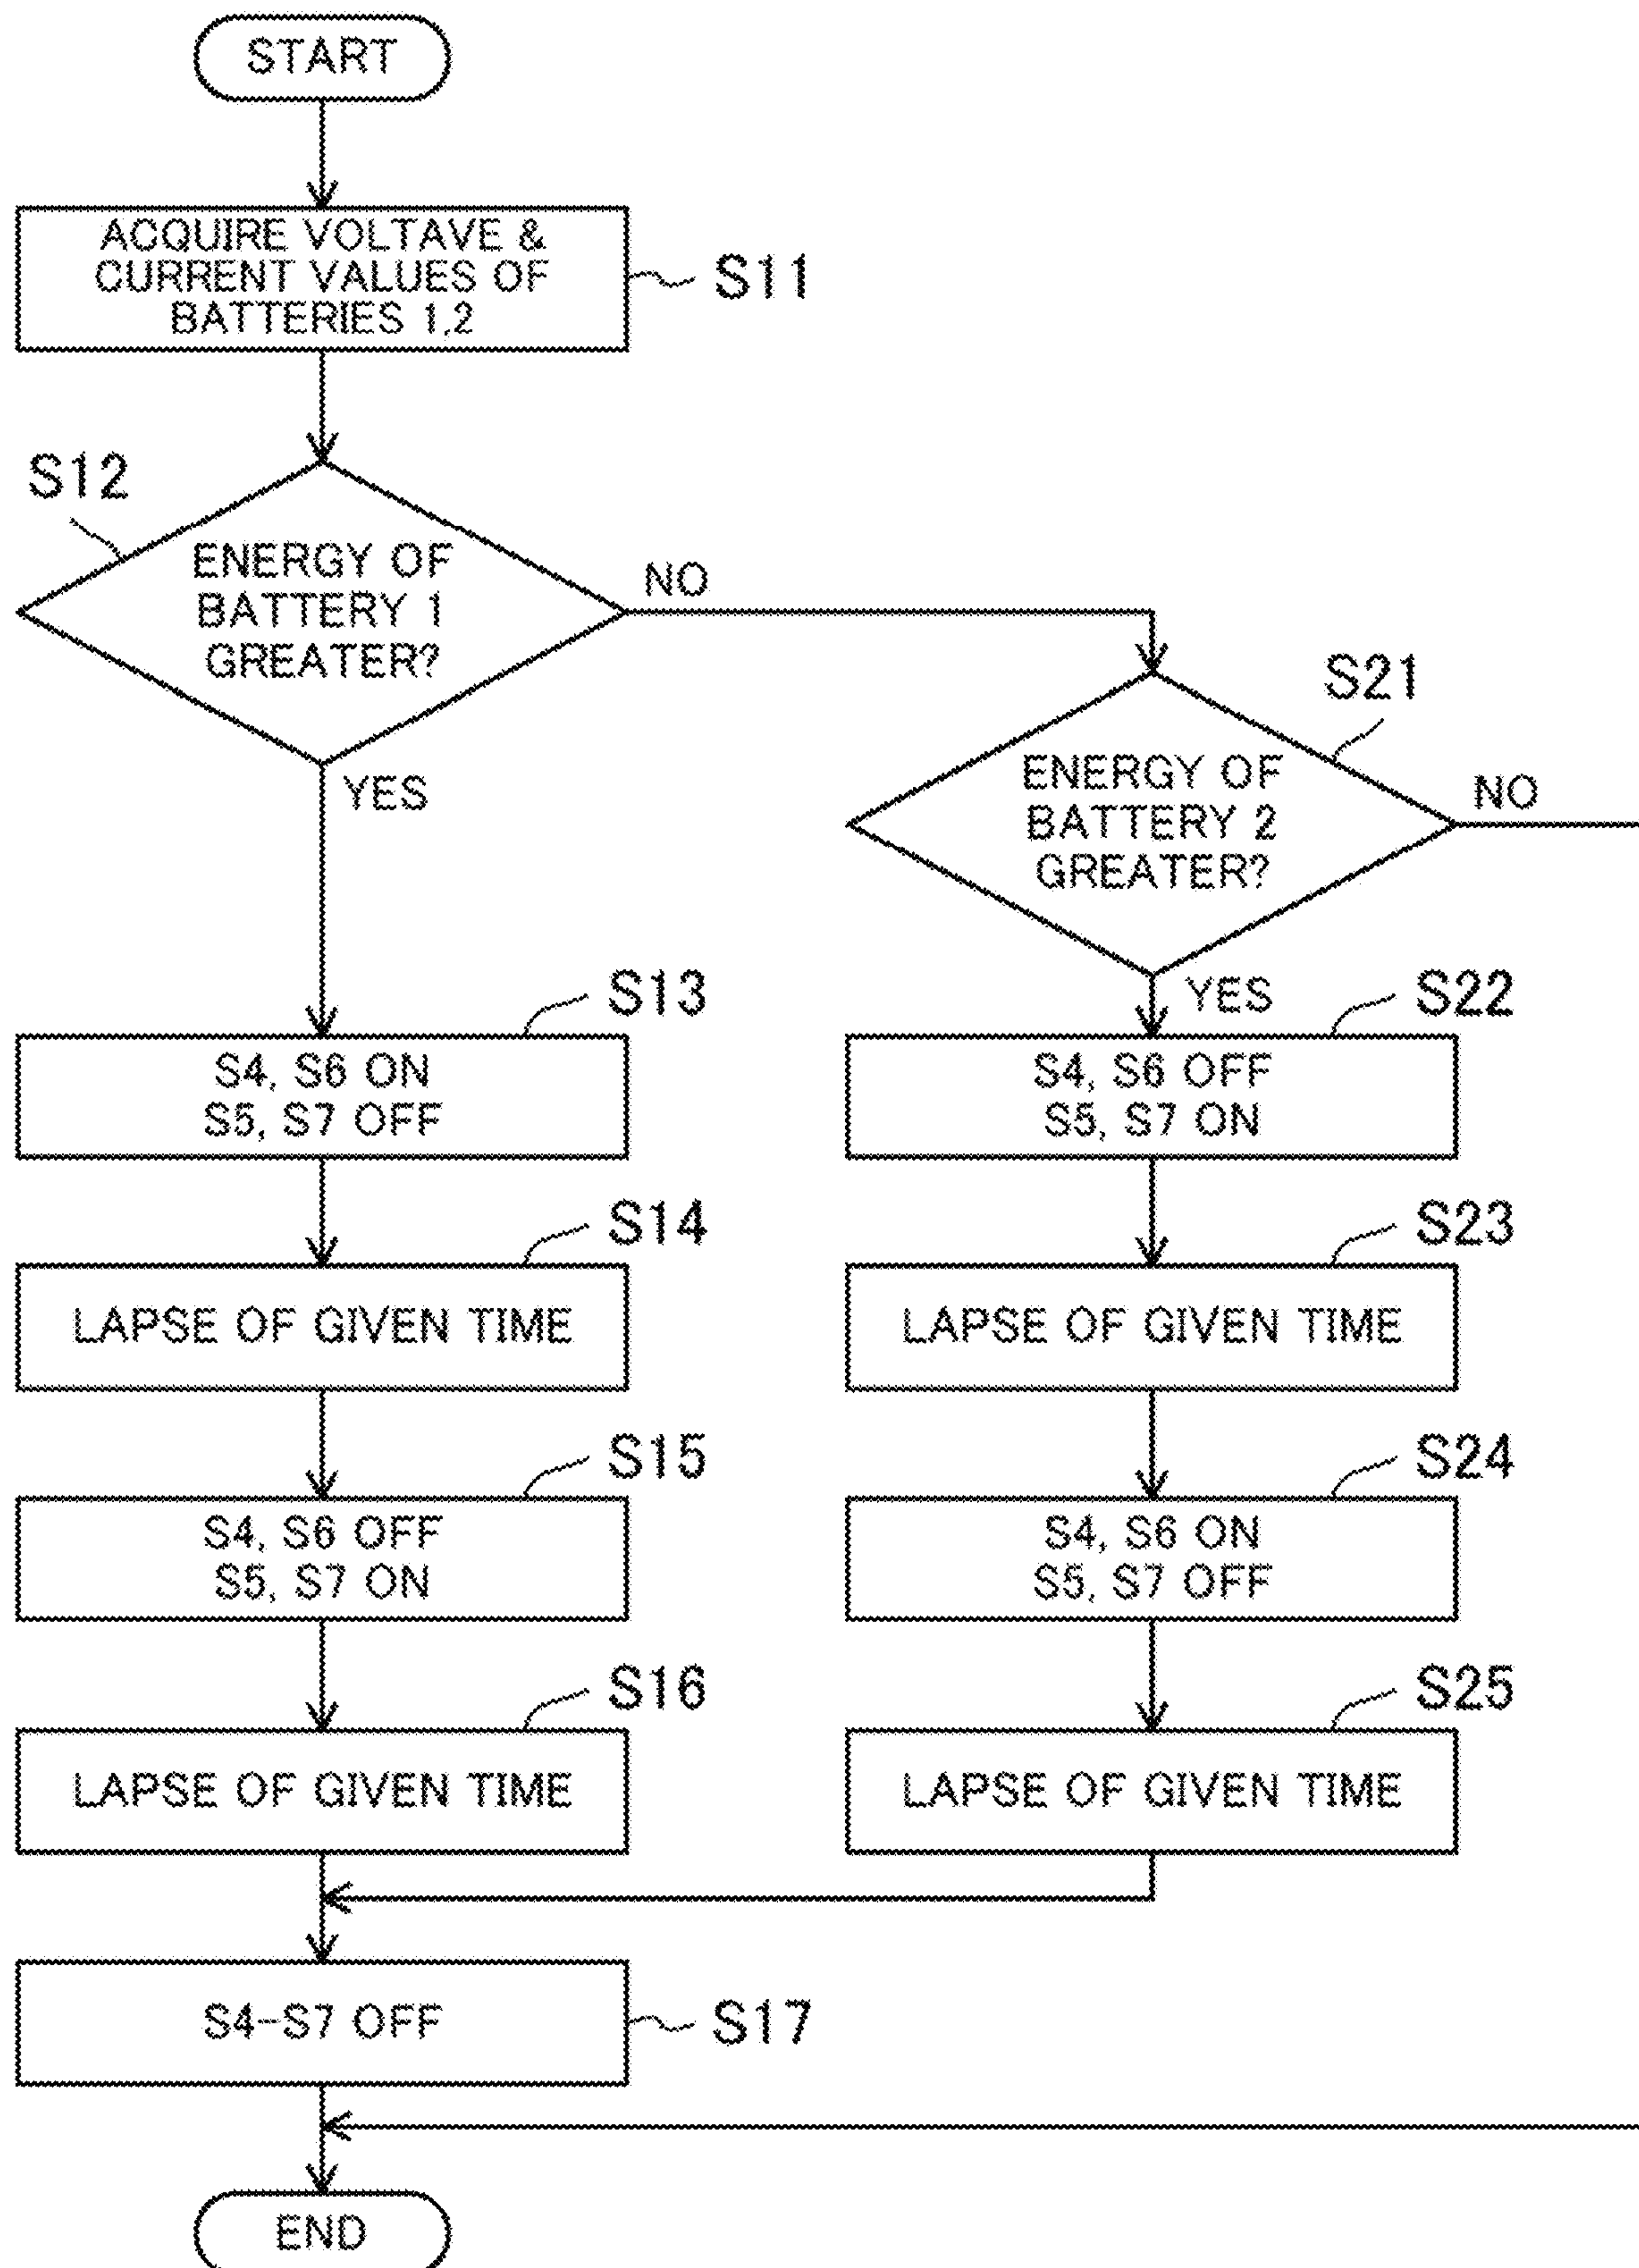 START
ACQUIRE VOLTAVE &
CURRENT VALUES OF
BATTERIES 1,2
S11
S12
ENERGY OF
BATTERY 1
GREATER?
NO
YES
S21
ENERGY OF
BATTERY 2
GREATER?
NO
YES
S13
S4, S6 ON
S5, S7 OFF
S22
S4, S6 OFF
S5, S7 ON
S14
LAPSE OF GIVEN TIME
S23
LAPSE OF GIVEN TIME
S15
S4, S6 OFF
S5, S7 ON
S24
S4, S6 ON
S5, S7 OFF
S16
LAPSE OF GIVEN TIME
S25
LAPSE OF GIVEN TIME
S4-S7 OFF
S17
END